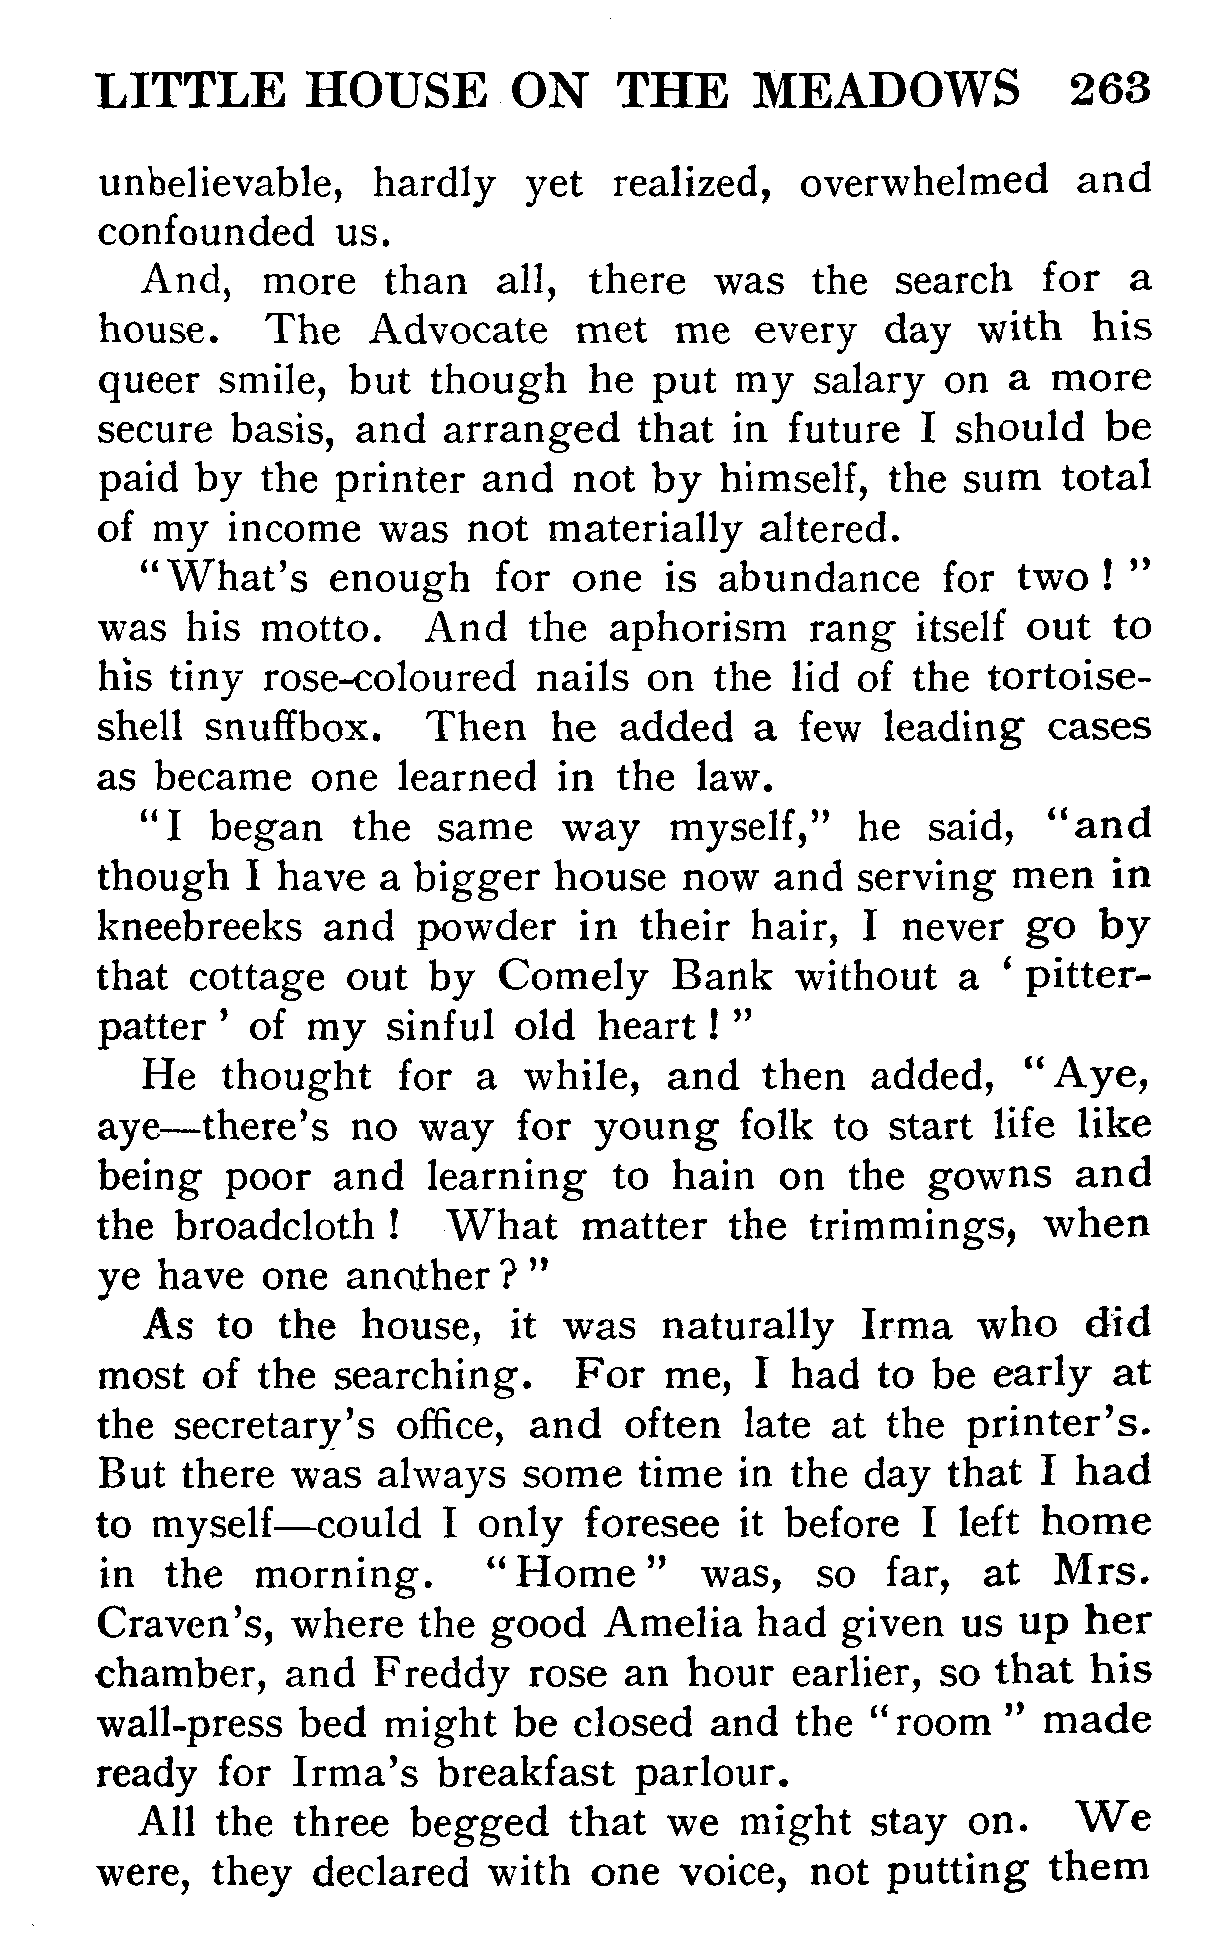 LITTLE HOUSE ON THE MEADOWS 263
unbelievable, hardly yet realized, overwhelmed and
confounded us.
And, more than all, there was the search for a
house. The Advocate met me every day with his
queer smile, but though he put my salary on a more
secure basis, and arranged that in future I should be
paid by the printer and not by himself, the sum total
of my income was not materially altered.
"What's enough for one is abundance for two ! "
was his motto. And the aphorism rang itself out to
his tiny rose-coloured nails on the lid of the tortoise-
shell snuffbox. Then he added a few leading cases
as became one learned in the law.
"I began the same way myself," he said, "and
though I have a bigger house now and serving men in
kneebreeks and powder in their hair, I never go by
that cottage out by Comely Bank without a ' pitter-
patter ' of my sinful old heart ! "
He thought for a while, and then added, "Aye,
aye—there's no way for young folk to start life like
being poor and learning to hain on the gowns and
the broadcloth ! What matter the trimmings, when
ye have one another ? "
As to the house, it was naturally Irma who did
most of the searching. For me, I had to be early at
the secretary's office, and often late at the printer's.
But there was always some time in the day that I had
to myself—could I only foresee it before I left home
in the morning. "Home" was, so far, at Mrs.
Craven's, where the good Amelia had given us up her
chamber, and Freddy rose an hour earlier, so that his
wall-press bed might be closed and the "room " made
ready for Irma's breakfast parlour.
All the three begged that we might stay on. We
were, they declared with one voice, not putting them